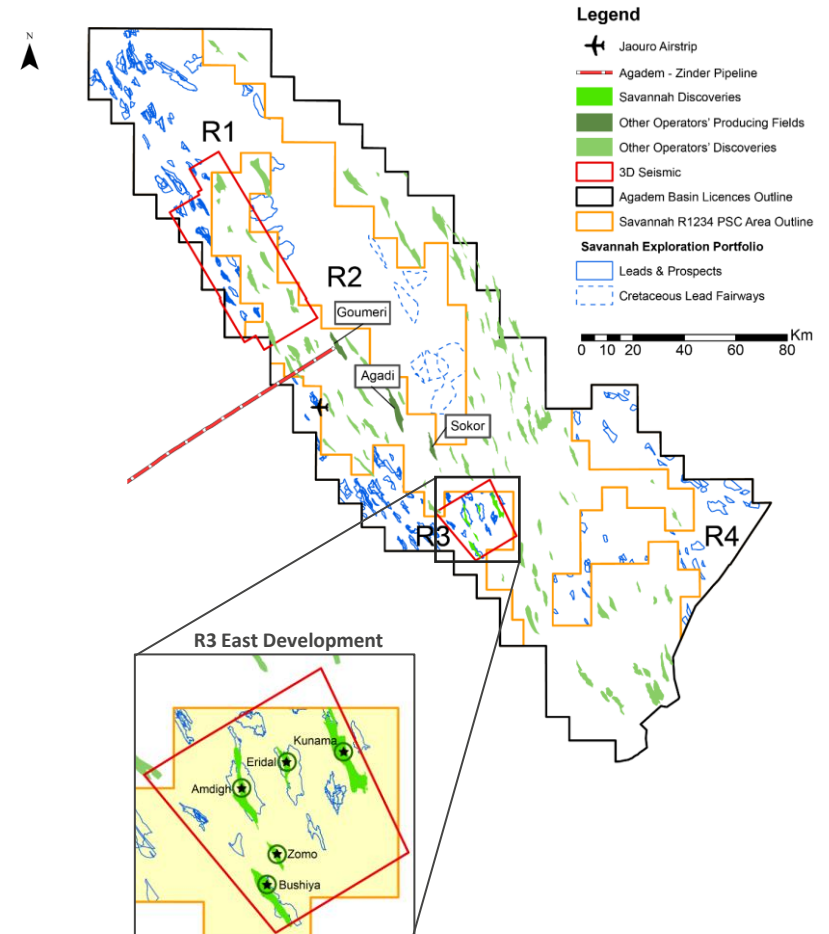 Legend
N
Jaouro Airstrip
Agadem - Zinder Pipeline
Savannah Discoveries
Other Operators' Producing Fields
Other Operators' Discoveries
3D Seismic
Agadem Basin Licences Outline
Savannah R1234 PSC Area Outline
Savannah Exploration Portfolio
Leads & Prospects
Cretaceous Lead Fairways
Km
0 10 20 40 60 80
R1
R2
Goumeri
Agadi
Sokor
R3
R4
R3 East Development
Kunama
Eridal
Amdigh
Zomo
Bushiya